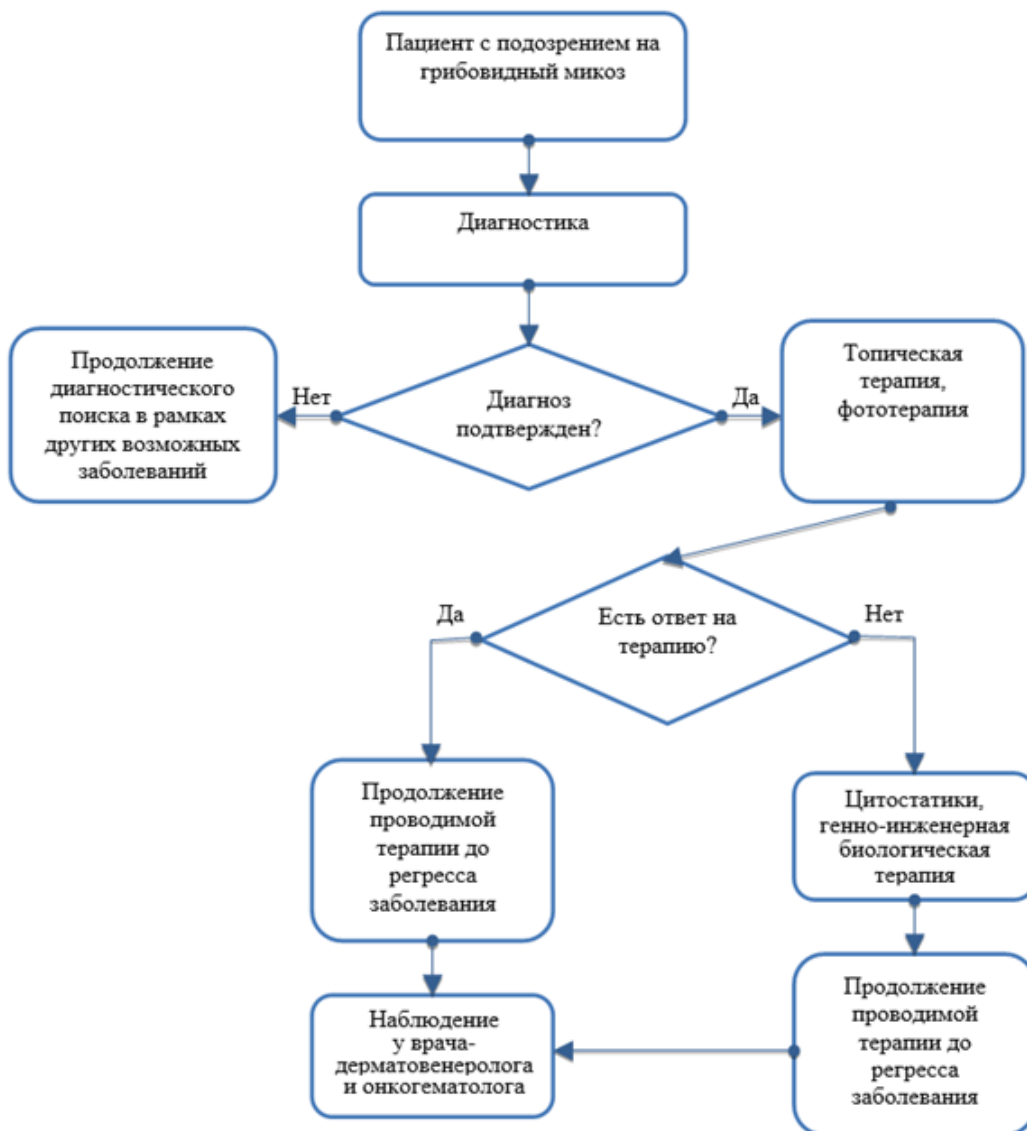 Пациент с подозрением на
грибовидный микоз
Диагностика
Продолжение
диагностического
поиска в рамках
других возможных
заболеваний
Нет
Диагноз
подтвержден?
Да
Топическая
терапия,
фототерапия
Да
Есть ответ на
терапию?
Нет
Продолжение
проводимой
терапии до
регресса
заболевания
Цитостатики,
генно-инженерная
биологическая
терапия
Наблюдение
у врача-
дерматовенеролога
и онкогематолога
Продолжение
проводимой
терапии до
регресса
заболевания